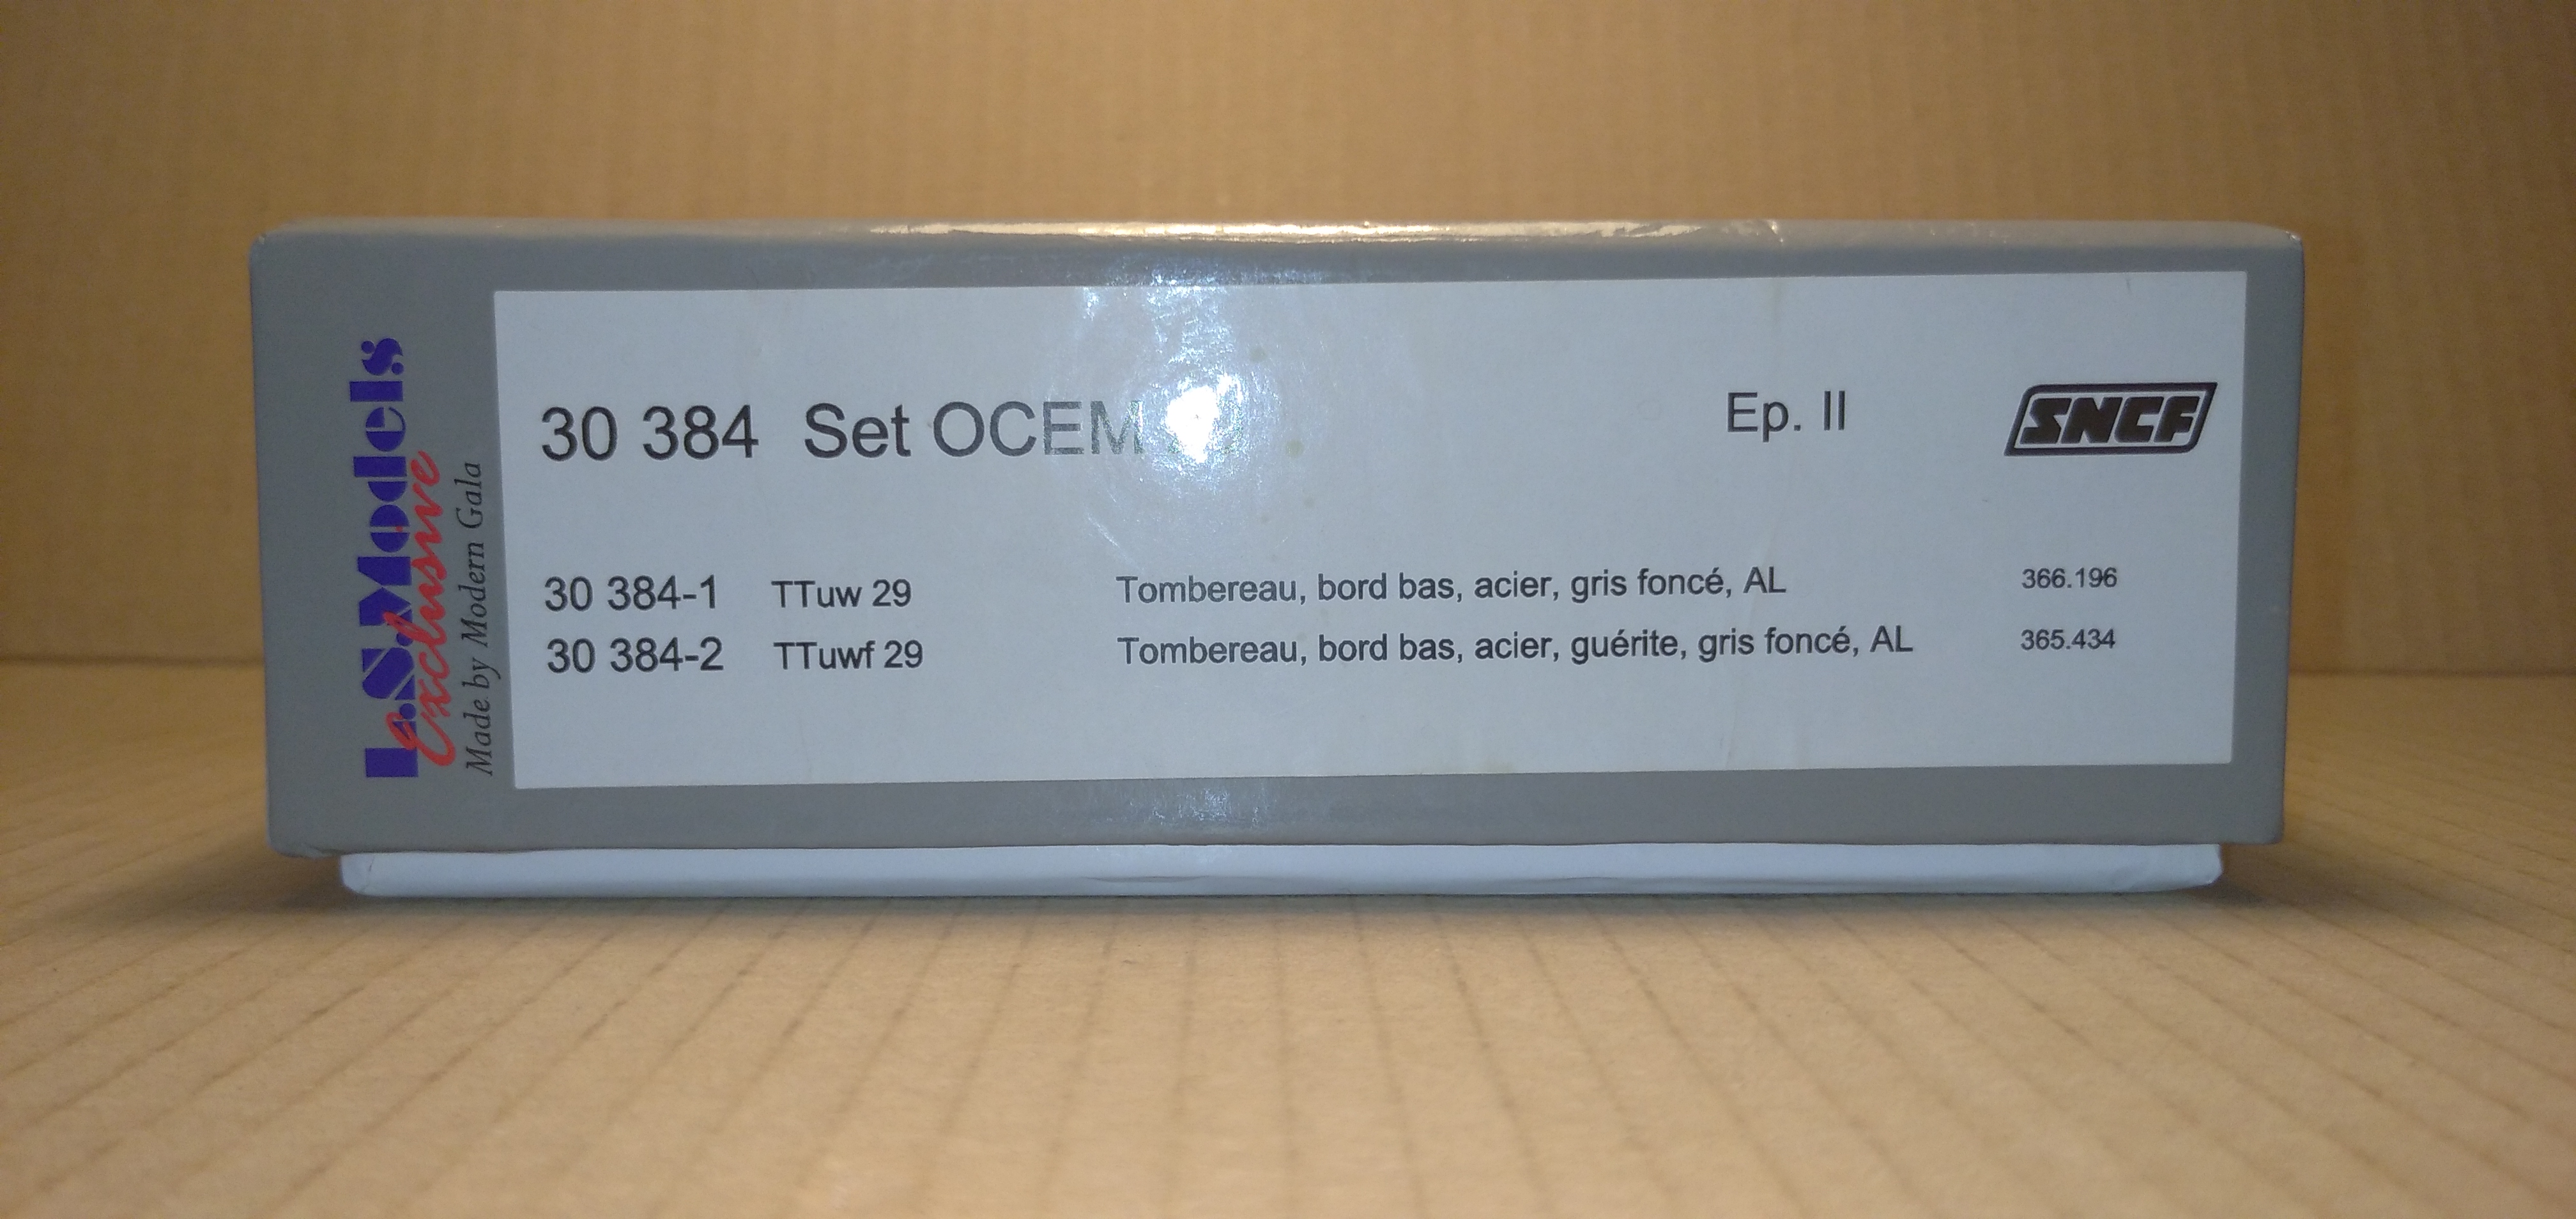 L.S.Models
exclusive
Made by Modern Gala
30 384 Set OCEM Ep. II SNCF
30 384-1 TTuw 29 Tombereau, bord bas, acier, gris foncé, AL 366.196
30 384-2 TTuwf 29 Tombereau, bord bas, acier, guérite, gris foncé, AL 365.434